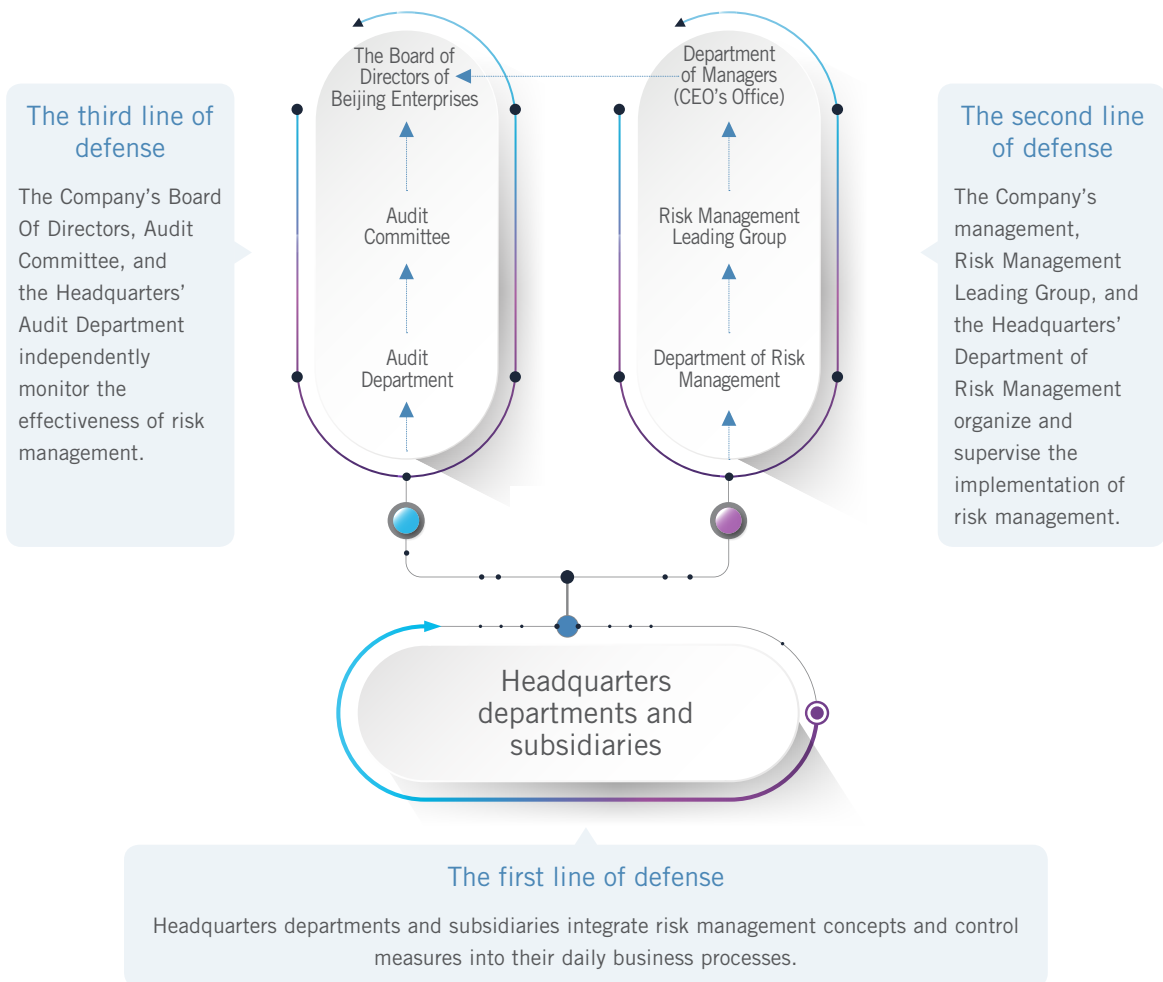 The Board of
Directors of
Beijing Enterprises
Department
of Managers
(CEO's Office)
The third line of
defense
The Company's Board
Of Directors, Audit
Committee, and
the Headquarters'
Audit Department
independently
monitor the
effectiveness of risk
management.
Audit
Committee
Audit
Department
Risk Management
Leading Group
Department of Risk
Management
The second line
of defense
The Company's
management,
Risk Management
Leading Group, and
the Headquarters'
Department of
Risk Management
organize and
supervise the
implementation of
risk management.
Headquarters
departments and
subsidiaries
The first line of defense
Headquarters departments and subsidiaries integrate risk management concepts and control
measures into their daily business processes.